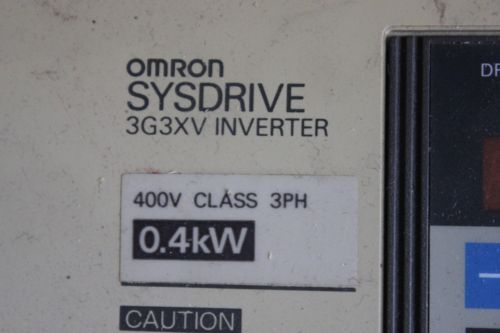 OMRON
SYSDRIVE
3G3XV INVERTER
400V CLASS 3PH
0.4kW
CAUTION